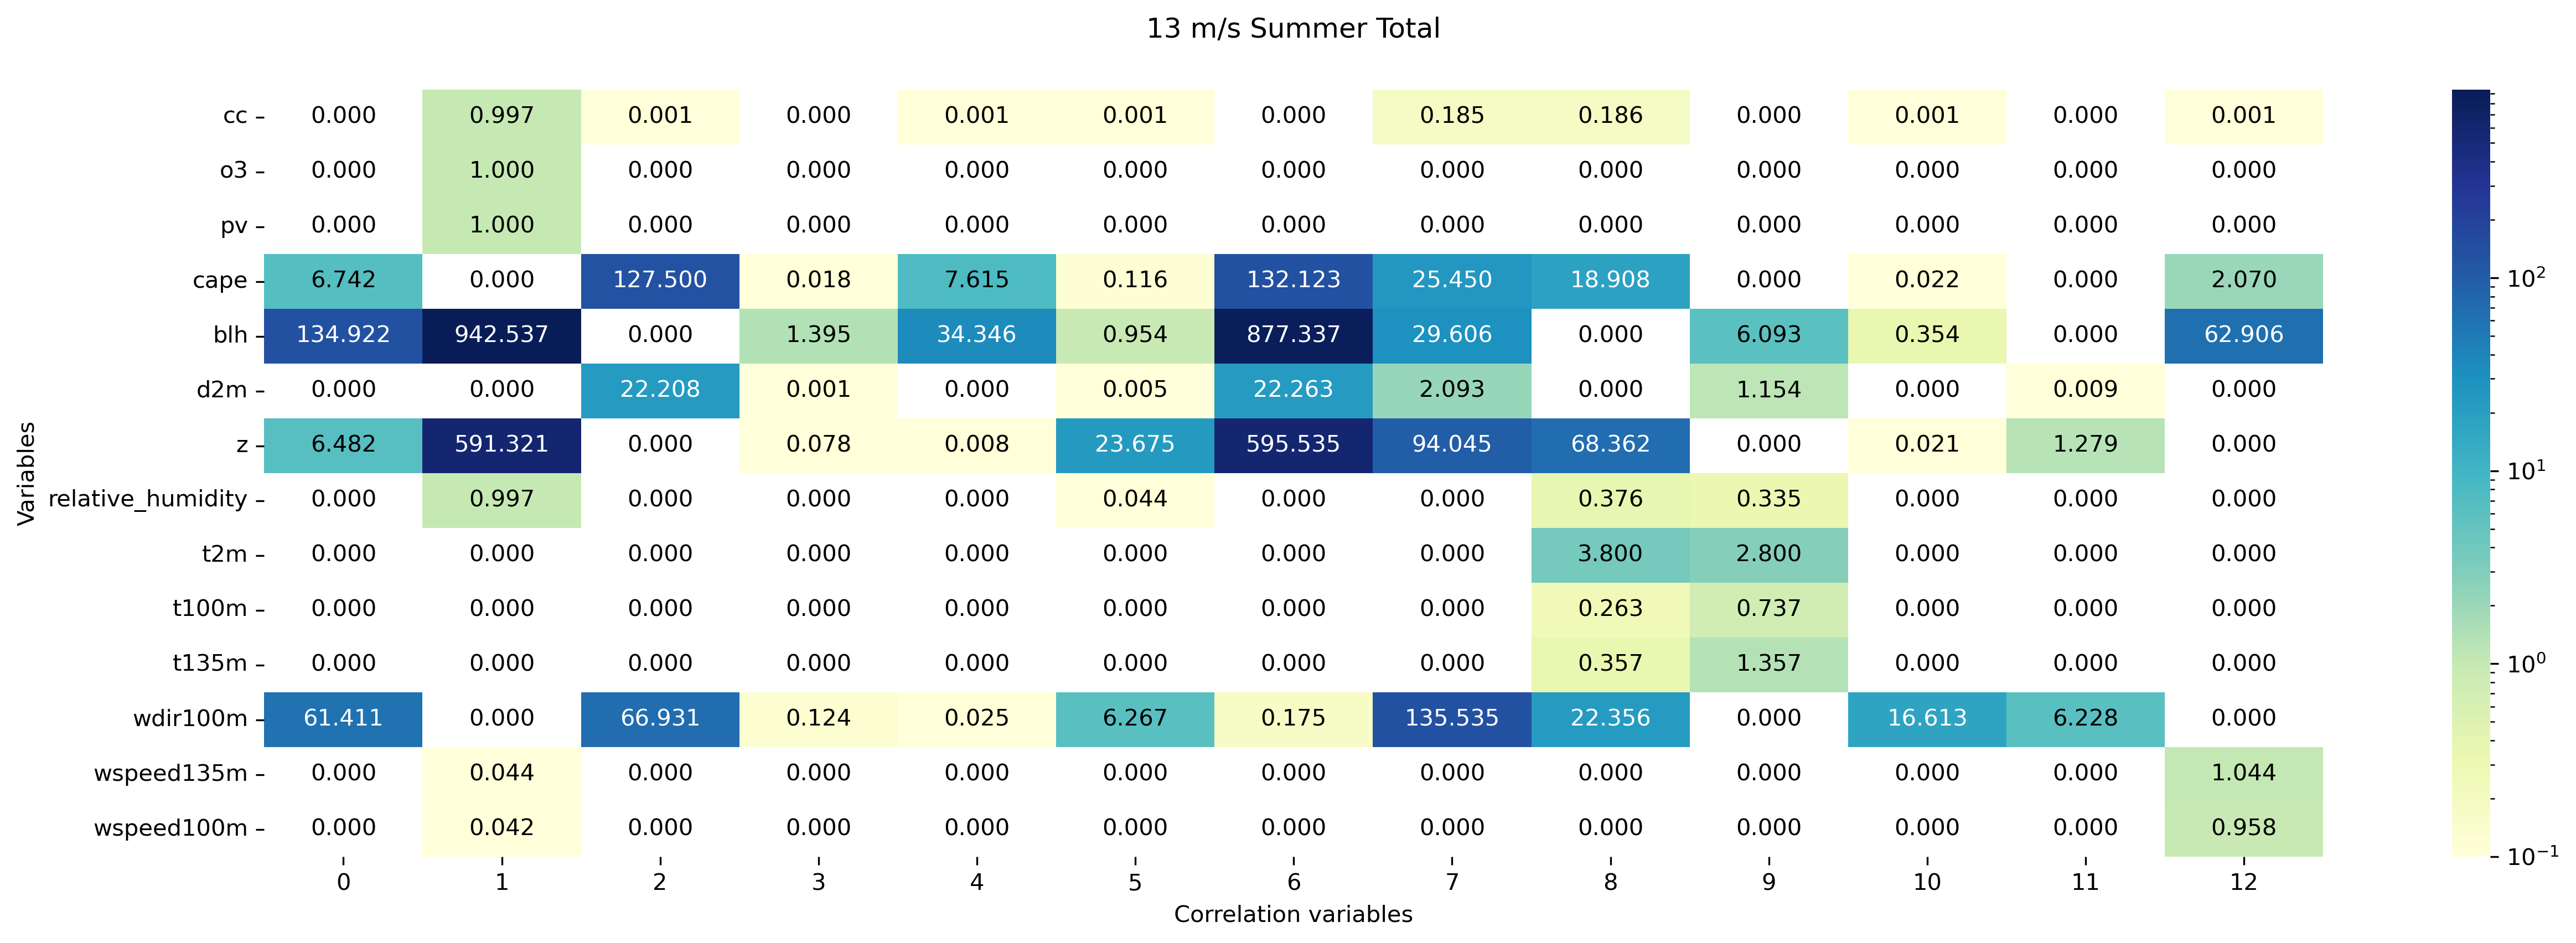 13 m/s Summer Total
cc 0.000 0.997 0.001 0.000 0.001 0.001 0.000 0.185 0.186 0.000 0.001 0.000 0.001
o3 0.000 1.000 0.000 0.000 0.000 0.000 0.000 0.000 0.000 0.000 0.000 0.000 0.000
pv 0.000 1.000 0.000 0.000 0.000 0.000 0.000 0.000 0.000 0.000 0.000 0.000 0.000
cape 6.742 0.000 127.500 0.018 7.615 0.116 132.123 25.450 18.908 0.000 0.022 0.000 2.070
10²
blh 134.922 942.537 0.000 1.395 34.346 0.954 877.337 29.606 0.000 6.093 0.354 0.000 62.906
d2m 0.000 0.000 22.208 0.001 0.000 0.005 22.263 2.093 0.000 1.154 0.000 0.009 0.000
z 6.482 591.321 0.000 0.078 0.008 23.675 595.535 94.045 68.362 0.000 0.021 1.279 0.000
10¹
Variables
relative_humidity 0.000 0.997 0.000 0.000 0.000 0.044 0.000 0.000 0.376 0.335 0.000 0.000 0.000
t2m 0.000 0.000 0.000 0.000 0.000 0.000 0.000 0.000 3.800 2.800 0.000 0.000 0.000
t100m 0.000 0.000 0.000 0.000 0.000 0.000 0.000 0.000 0.263 0.737 0.000 0.000 0.000
t135m 0.000 0.000 0.000 0.000 0.000 0.000 0.000 0.000 0.357 1.357 0.000 0.000 0.000
10⁰
wdir100m 61.411 0.000 66.931 0.124 0.025 6.267 0.175 135.535 22.356 0.000 16.613 6.228 0.000
wspeed135m 0.000 0.044 0.000 0.000 0.000 0.000 0.000 0.000 0.000 0.000 0.000 0.000 1.044
wspeed100m 0.000 0.042 0.000 0.000 0.000 0.000 0.000 0.000 0.000 0.000 0.000 0.000 0.958
10⁻¹
0 1 2 3 4 5 6 7 8 9 10 11 12
Correlation variables